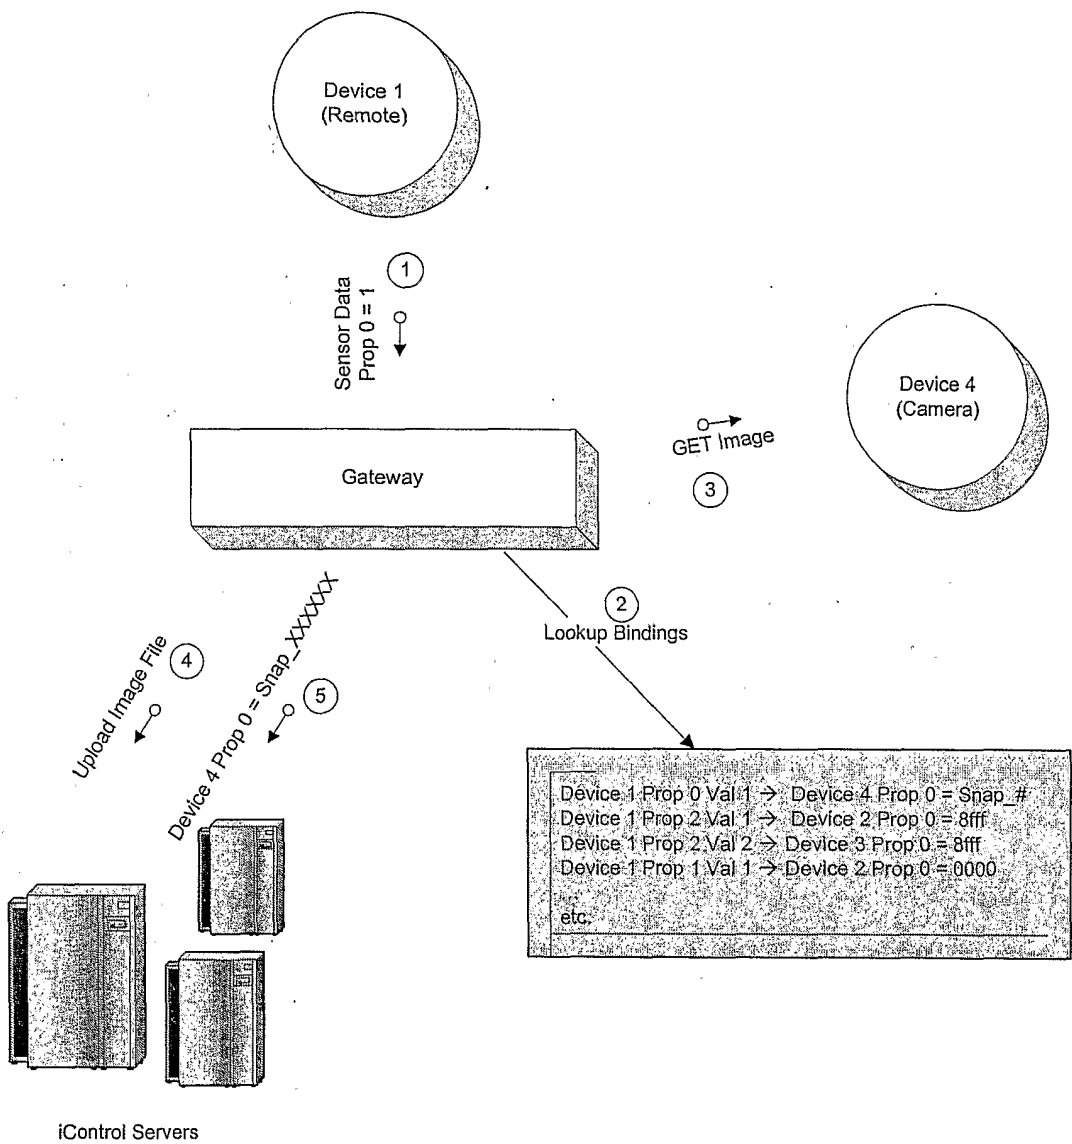 Device 1
(Remote)
1
Sensor Data
Prop 0 = 1
Device 4
(Camera)
GET Image
3
Gateway
2
Lookup Bindings
4
Upload Image File
5
Device 4 Prop 0 = Snap_XXXXXX
Device 1 Prop 0 Val 1 → Device 4 Prop 0 = Snap_#
Device 1 Prop 2 Val 1 → Device 2 Prop 0 = 8fff
Device 1 Prop 2 Val 2 → Device 3 Prop 0 = 8fff
Device 1 Prop 1 Val 1 → Device 2 Prop 0 = 0000
etc.
iControl Servers